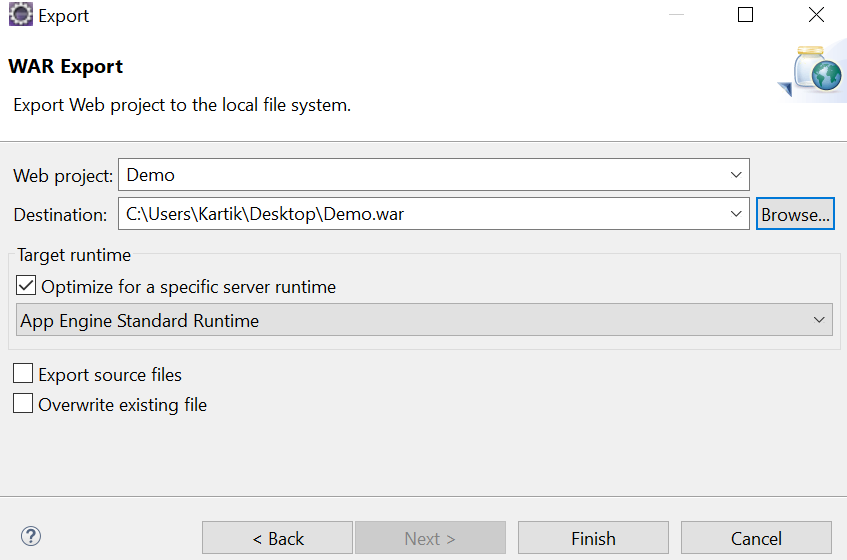 Export
WAR Export
Export Web project to the local file system.
Web project: Demo
Destination: C:\Users\Kartik\Desktop\Demo.war Browse...
Target runtime
Optimize for a specific server runtime
App Engine Standard Runtime
Export source files
Overwrite existing file
? < Back Next > Finish Cancel